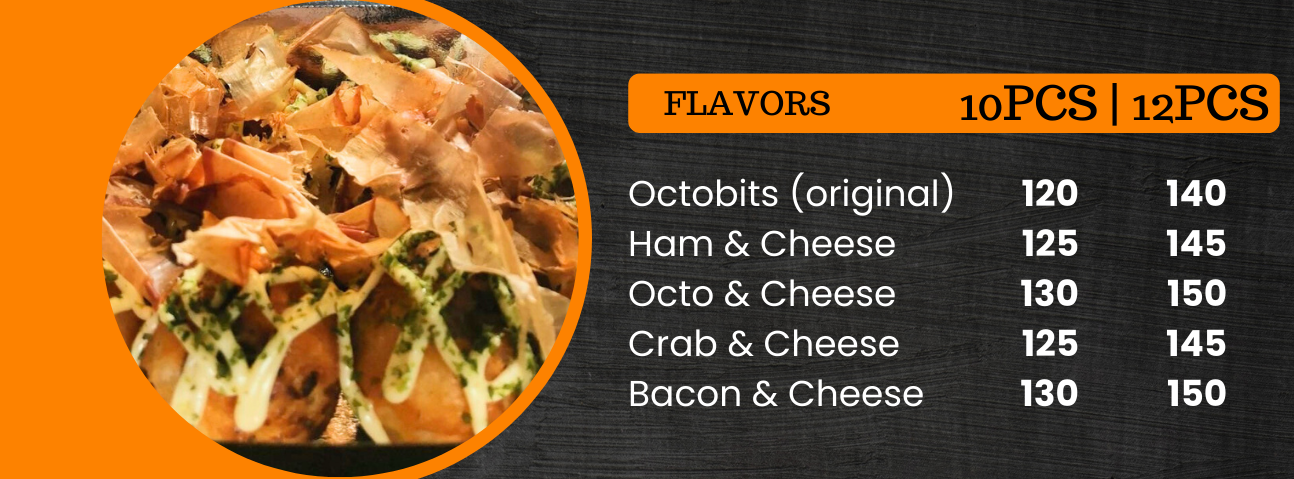 FLAVORS 10PCS | 12PCS
Octobits (original) 120 140
Ham & Cheese 125 145
Octo & Cheese 130 150
Crab & Cheese 125 145
Bacon & Cheese 130 150